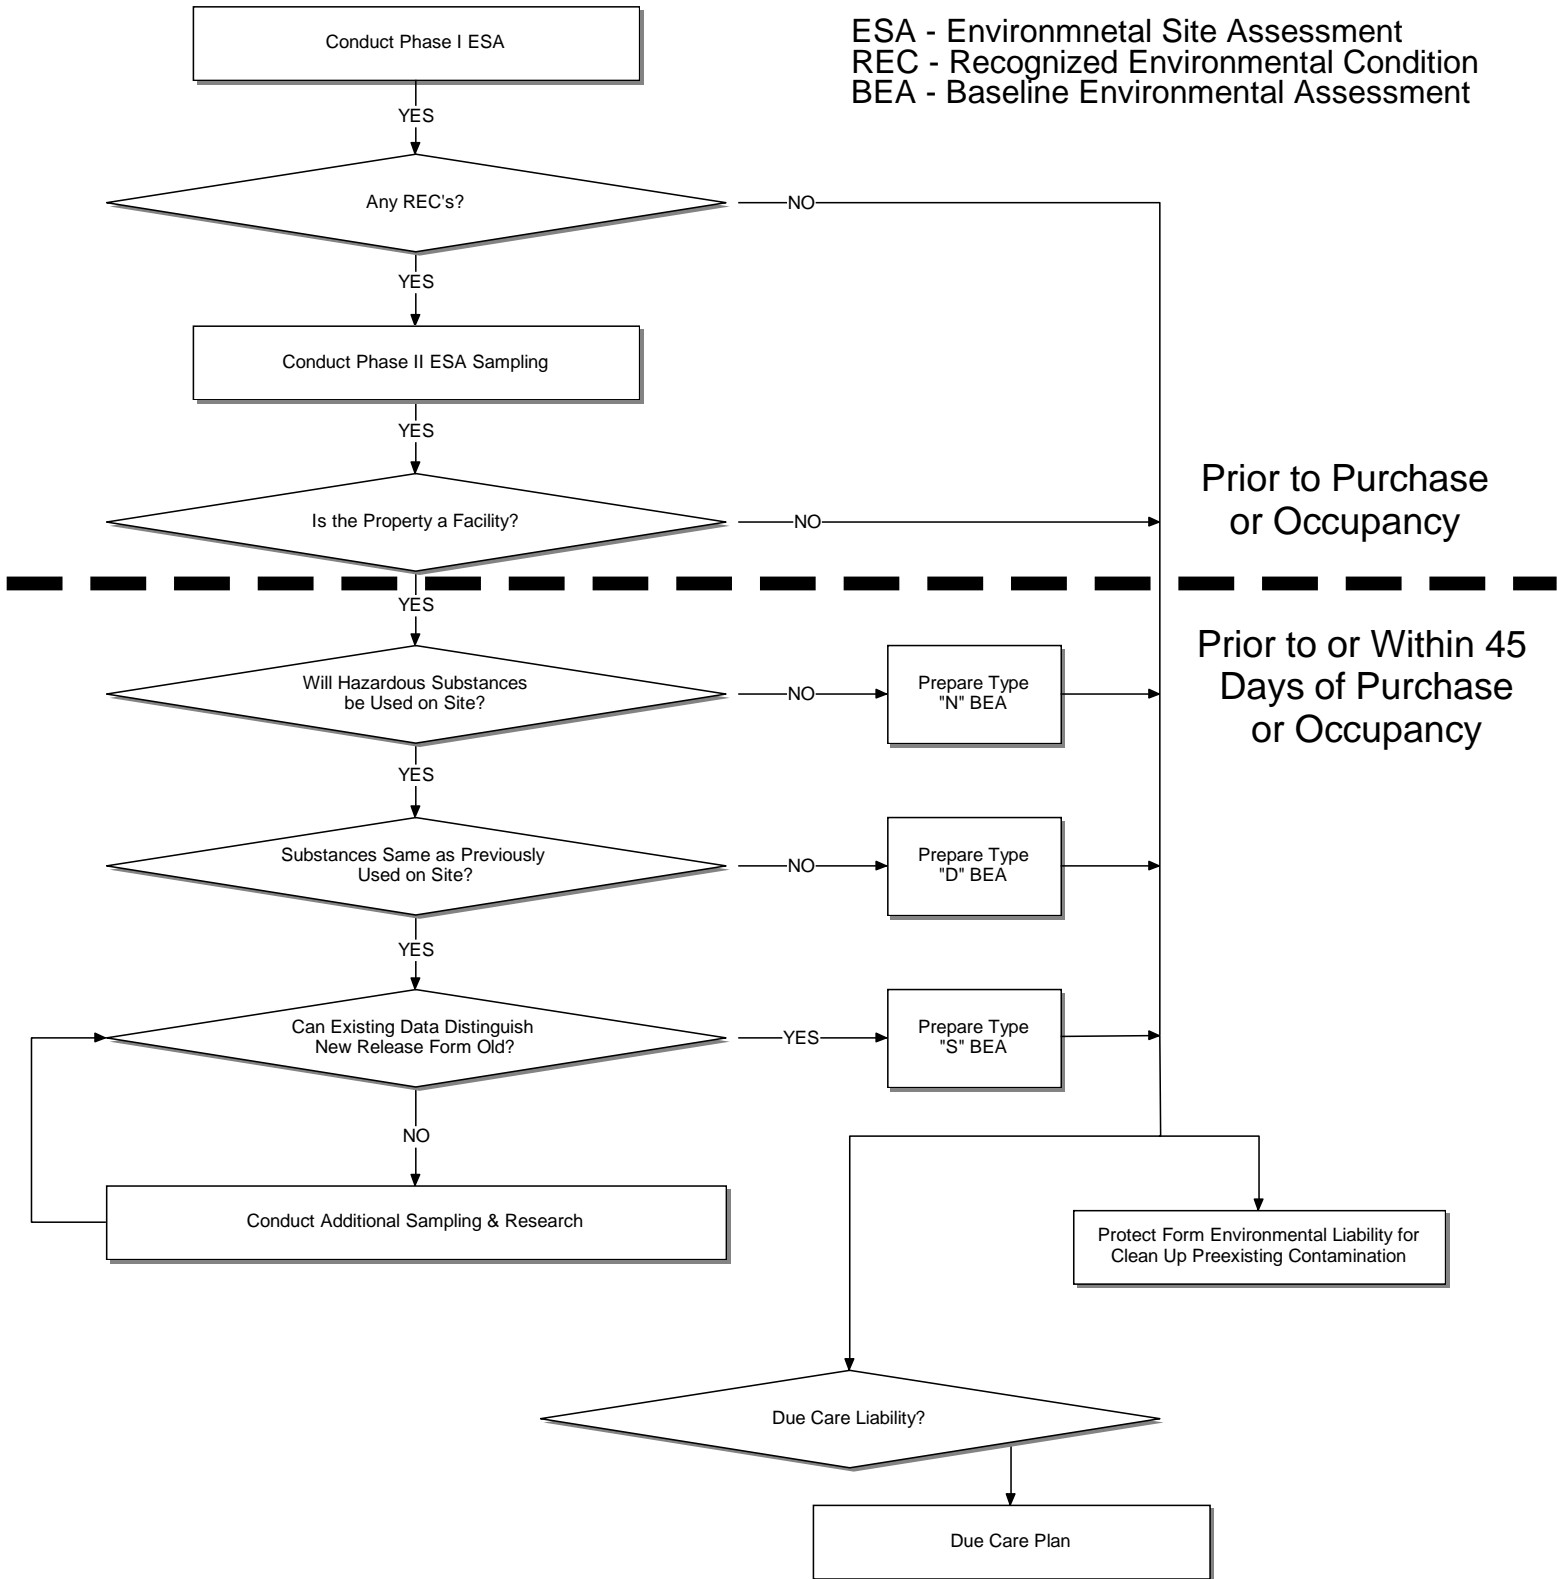 Conduct Phase I ESA
ESA - Environmnetal Site Assessment
REC - Recognized Environmental Condition
BEA - Baseline Environmental Assessment
YES
Any REC's?
NO
YES
Conduct Phase II ESA Sampling
YES
Is the Property a Facility?
NO
Prior to Purchase
or Occupancy
YES
Will Hazardous Substances
be Used on Site?
NO
Prepare Type
"N" BEA
Prior to or Within 45
Days of Purchase
or Occupancy
YES
Substances Same as Previously
Used on Site?
NO
Prepare Type
"D" BEA
YES
Can Existing Data Distinguish
New Release Form Old?
YES
Prepare Type
"S" BEA
NO
Conduct Additional Sampling & Research
Protect Form Environmental Liability for
Clean Up Preexisting Contamination
Due Care Liability?
Due Care Plan